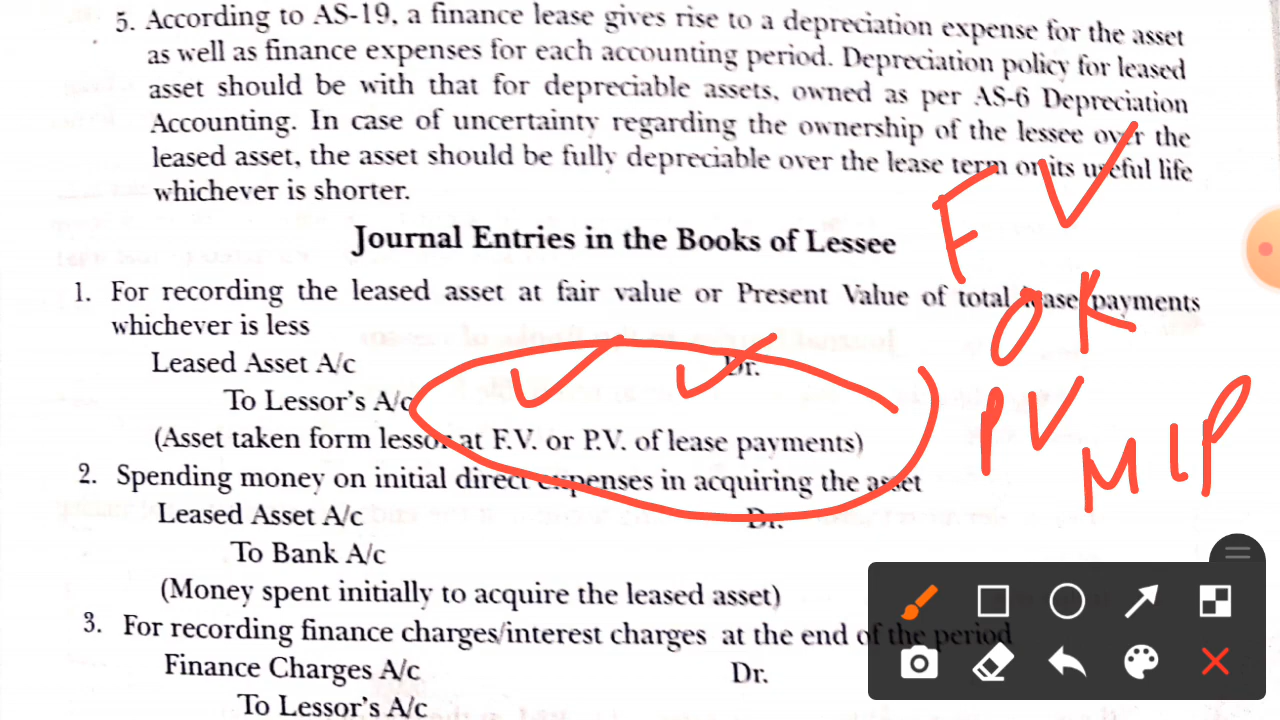 5. According to AS-19, a finance lease gives rise to a depreciation expense for the asset
as well as finance expenses for each accounting period. Depreciation policy for leased
asset should be with that for depreciable assets, owned as per AS-6 Depreciation
Accounting. In case of uncertainty regarding the ownership of the lessee over the
leased asset, the asset should be fully depreciable over the lease term or its useful life
whichever is shorter.
Journal Entries in the Books of Lessee
1. For recording the leased asset at fair value or Present Value of total lease payments
whichever is less
Leased Asset A/c Dr.
To Lessor's A/c
(Asset taken form lessor at F.V. or P.V. of lease payments)
2. Spending money on initial direct expenses in acquiring the asset
Leased Asset A/c Dr.
To Bank A/c
(Money spent initially to acquire the leased asset)
3. For recording finance charges/interest charges at the end of the period
Finance Charges A/c Dr.
To Lessor's A/c
FV
OR
PV
MLP